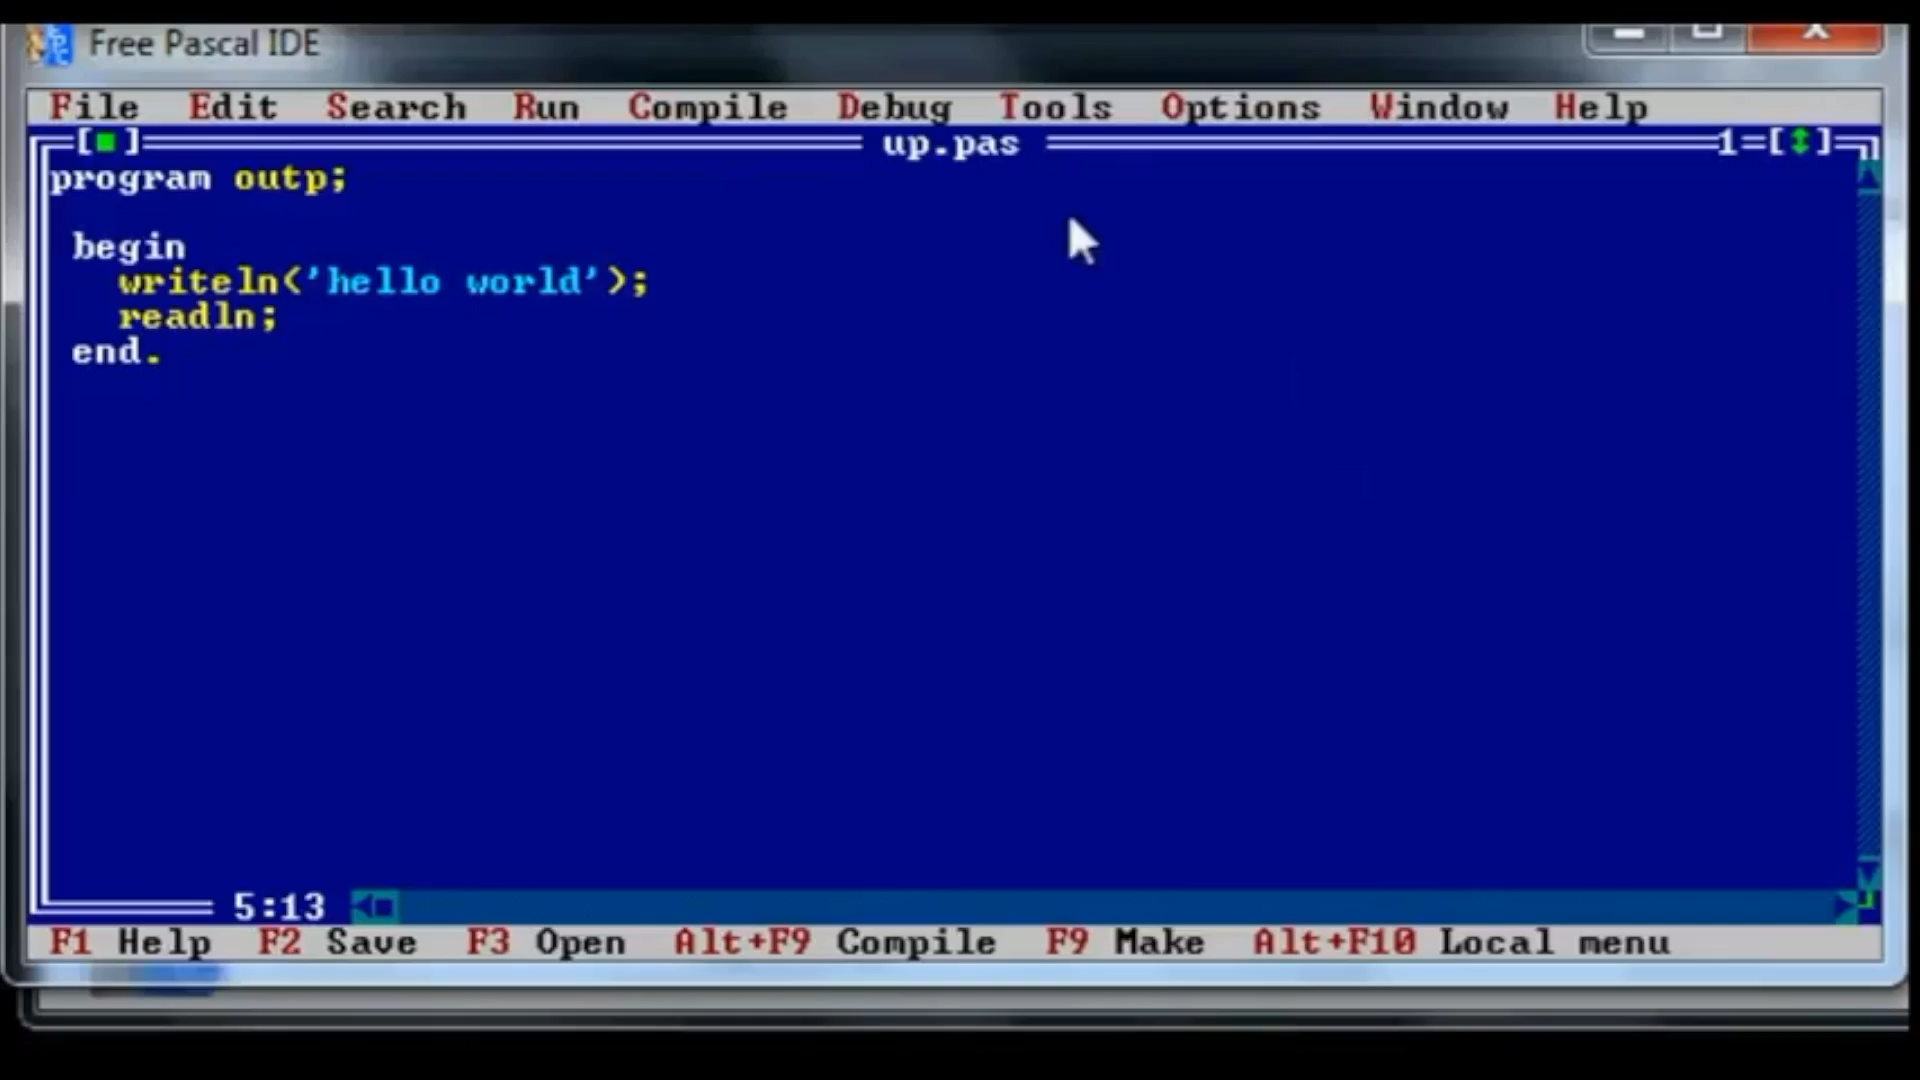 Free Pascal IDE
File Edit Search Run Compile Debug Tools Options Window Help
up.pas 1
program outp;
begin
writeln('hello world');
readln;
end.
5:13
F1 Help F2 Save F3 Open Alt+F9 Compile F9 Make Alt+F10 Local menu